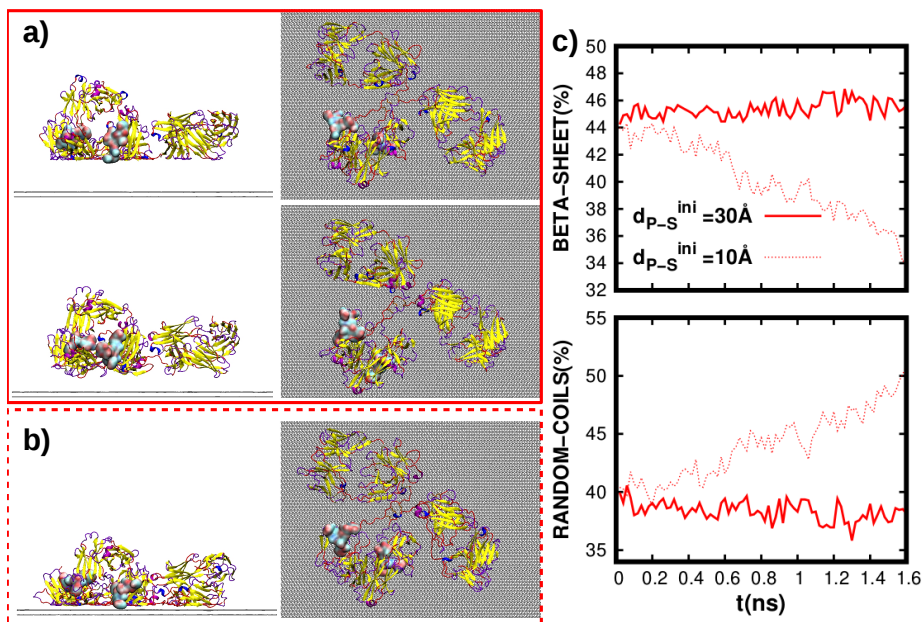 a)
b)
c)
50
48
46
44
42
40
38
36
34
32
BETA-SHEET(%)
d_{P-S}^{ini} =30Å
d_{P-S}^{ini} =10Å
55
50
45
40
35
RANDOM-COILS(%)
0 0.2 0.4 0.6 0.8 1 1.2 1.4 1.6
t(ns)